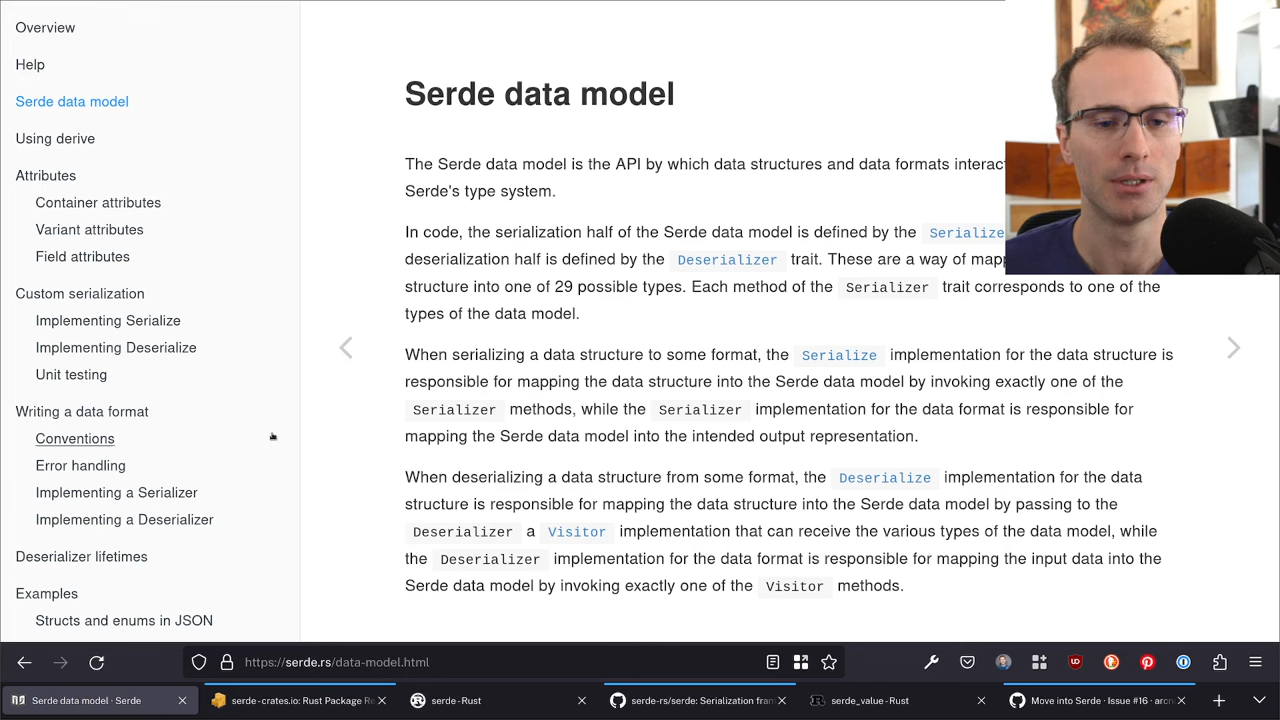 Overview
Help
Serde data model
Using derive
Attributes
Container attributes
Variant attributes
Field attributes
Custom serialization
Implementing Serialize
Implementing Deserialize
Unit testing
Writing a data format
Conventions
Error handling
Implementing a Serializer
Implementing a Deserializer
Deserializer lifetimes
Examples
Structs and enums in JSON
Serde data model
The Serde data model is the API by which data structures and data formats interac
Serde's type system.
In code, the serialization half of the Serde data model is defined by the Serialize
deserialization half is defined by the Deserializer trait. These are a way of map
structure into one of 29 possible types. Each method of the Serializer trait corresponds to one of the
types of the data model.
When serializing a data structure to some format, the Serialize implementation for the data structure is
responsible for mapping the data structure into the Serde data model by invoking exactly one of the
Serializer methods, while the Serializer implementation for the data format is responsible for
mapping the Serde data model into the intended output representation.
When deserializing a data structure from some format, the Deserialize implementation for the data
structure is responsible for mapping the data structure into the Serde data model by passing to the
Deserializer a Visitor implementation that can receive the various types of the data model, while
the Deserializer implementation for the data format is responsible for mapping the input data into the
Serde data model by invoking exactly one of the Visitor methods.
https://serde.rs/data-model.html
Serde data model · Serde
serde - crates.io: Rust Package Re
serde - Rust
serde-rs/serde: Serialization fram
serde_value - Rust
Move into Serde · Issue #16 · arcn